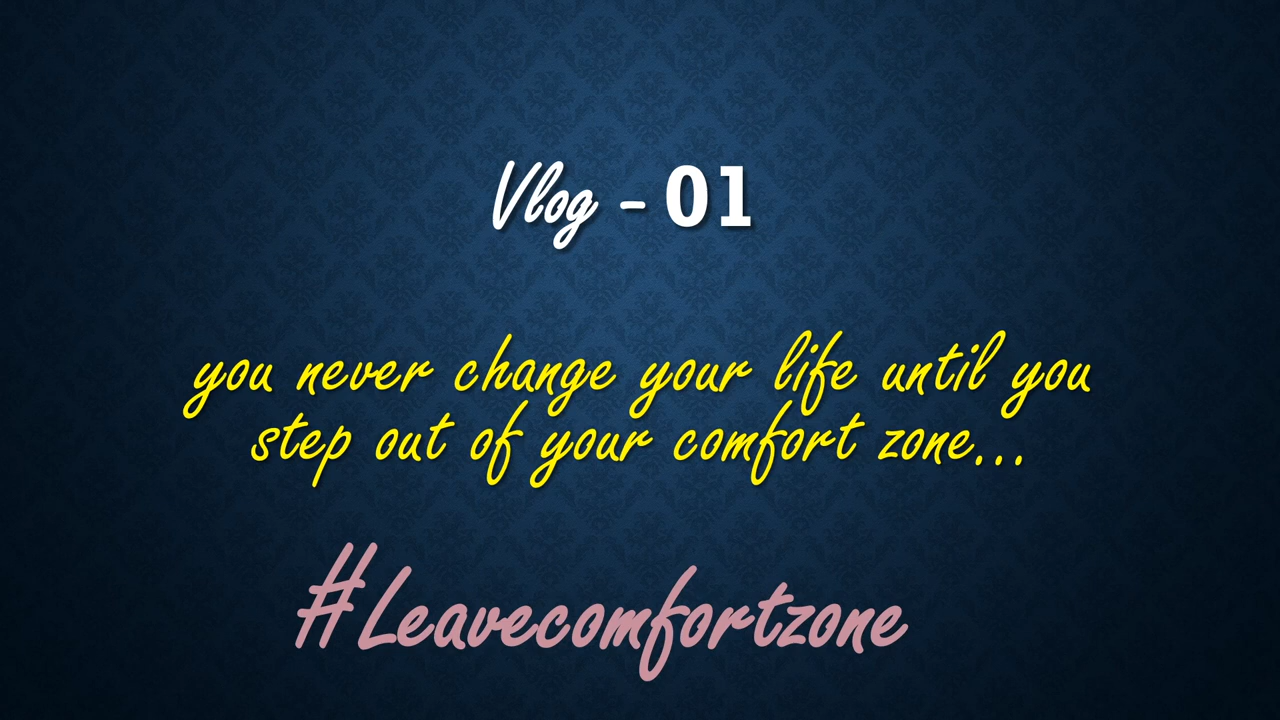 Vlog - 01
you never change your life until you
step out of your comfort zone...
#Leavecomfortzone